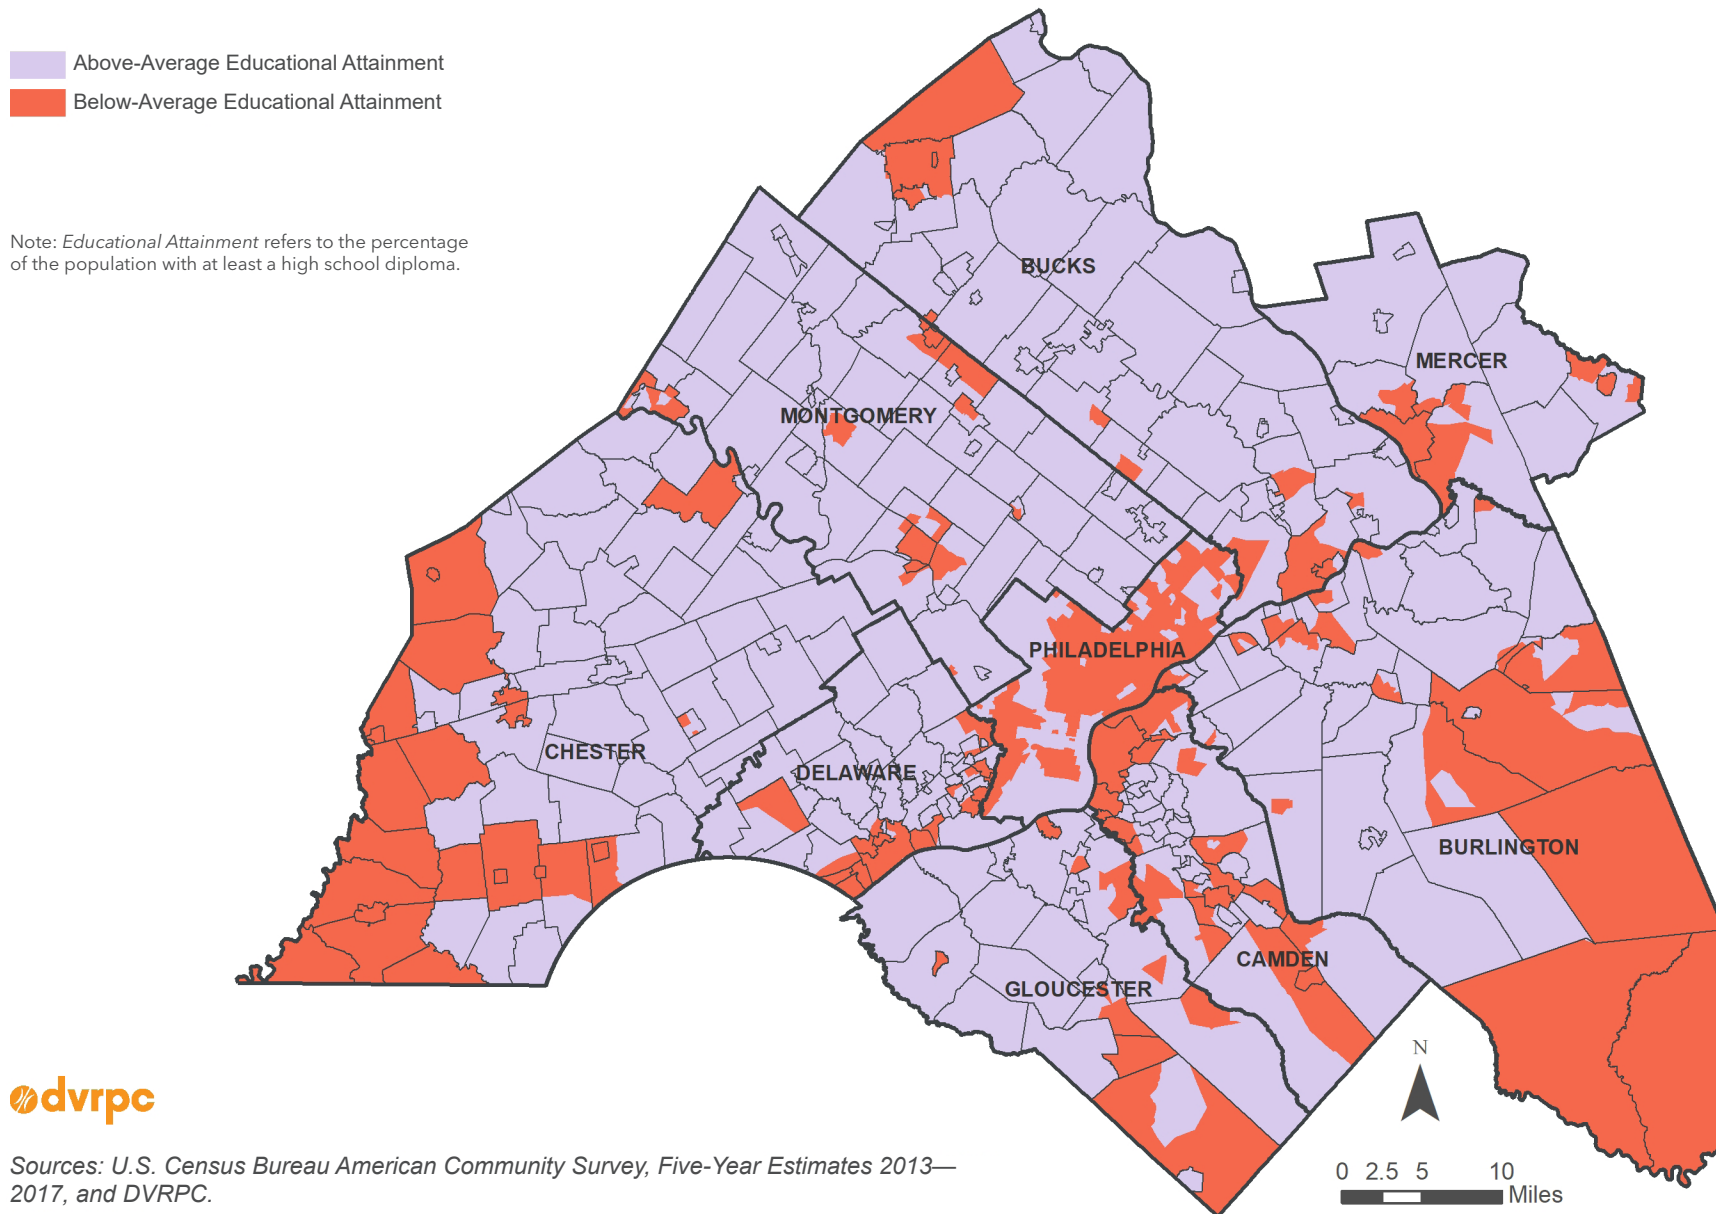 Above-Average Educational Attainment
Below-Average Educational Attainment
Note: Educational Attainment refers to the percentage
of the population with at least a high school diploma.
BUCKS
MERCER
MONTGOMERY
PHILADELPHIA
CHESTER
DELAWARE
BURLINGTON
CAMDEN
GLOUCESTER
N
dvrpc
Sources: U.S. Census Bureau American Community Survey, Five-Year Estimates 2013—
2017, and DVRPC.
0 2.5 5 10
Miles